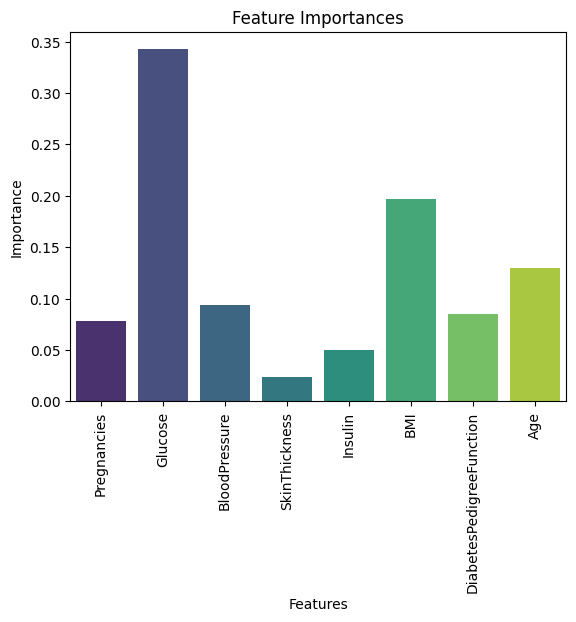 Feature Importances
Importance
0.35
0.30
0.25
0.20
0.15
0.10
0.05
0.00
Pregnancies
Glucose
BloodPressure
SkinThickness
Insulin
BMI
DiabetesPedigreeFunction
Age
Features